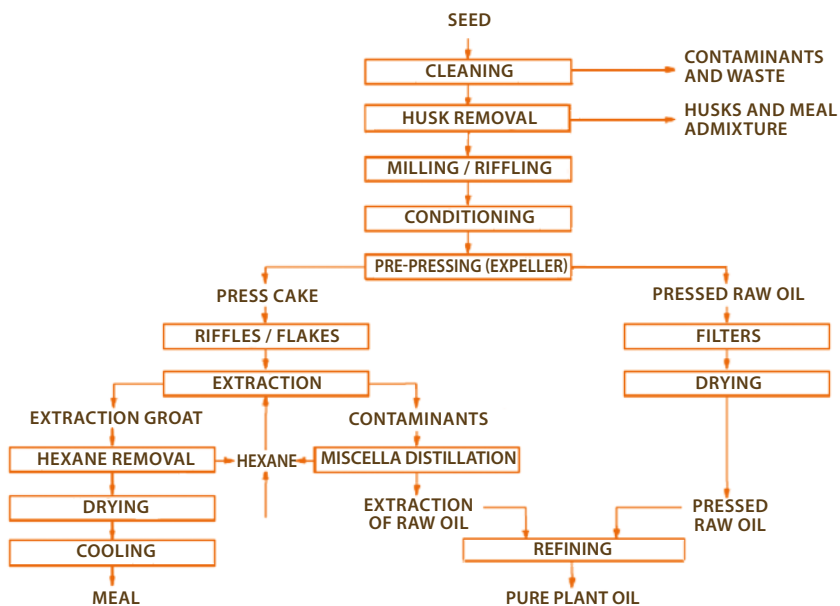 SEED
CLEANING
CONTAMINANTS
AND WASTE
HUSK REMOVAL
HUSKS AND MEAL
ADMIXTURE
MILLING / RIFFLING
CONDITIONING
PRE-PRESSING (EXPELLER)
PRESS CAKE
PRESSED RAW OIL
RIFFLES / FLAKES
FILTERS
EXTRACTION
DRYING
EXTRACTION GROAT
CONTAMINANTS
HEXANE REMOVAL
HEXANE
MISCELLA DISTILLATION
DRYING
EXTRACTION
OF RAW OIL
PRESSED
RAW OIL
COOLING
REFINING
MEAL
PURE PLANT OIL